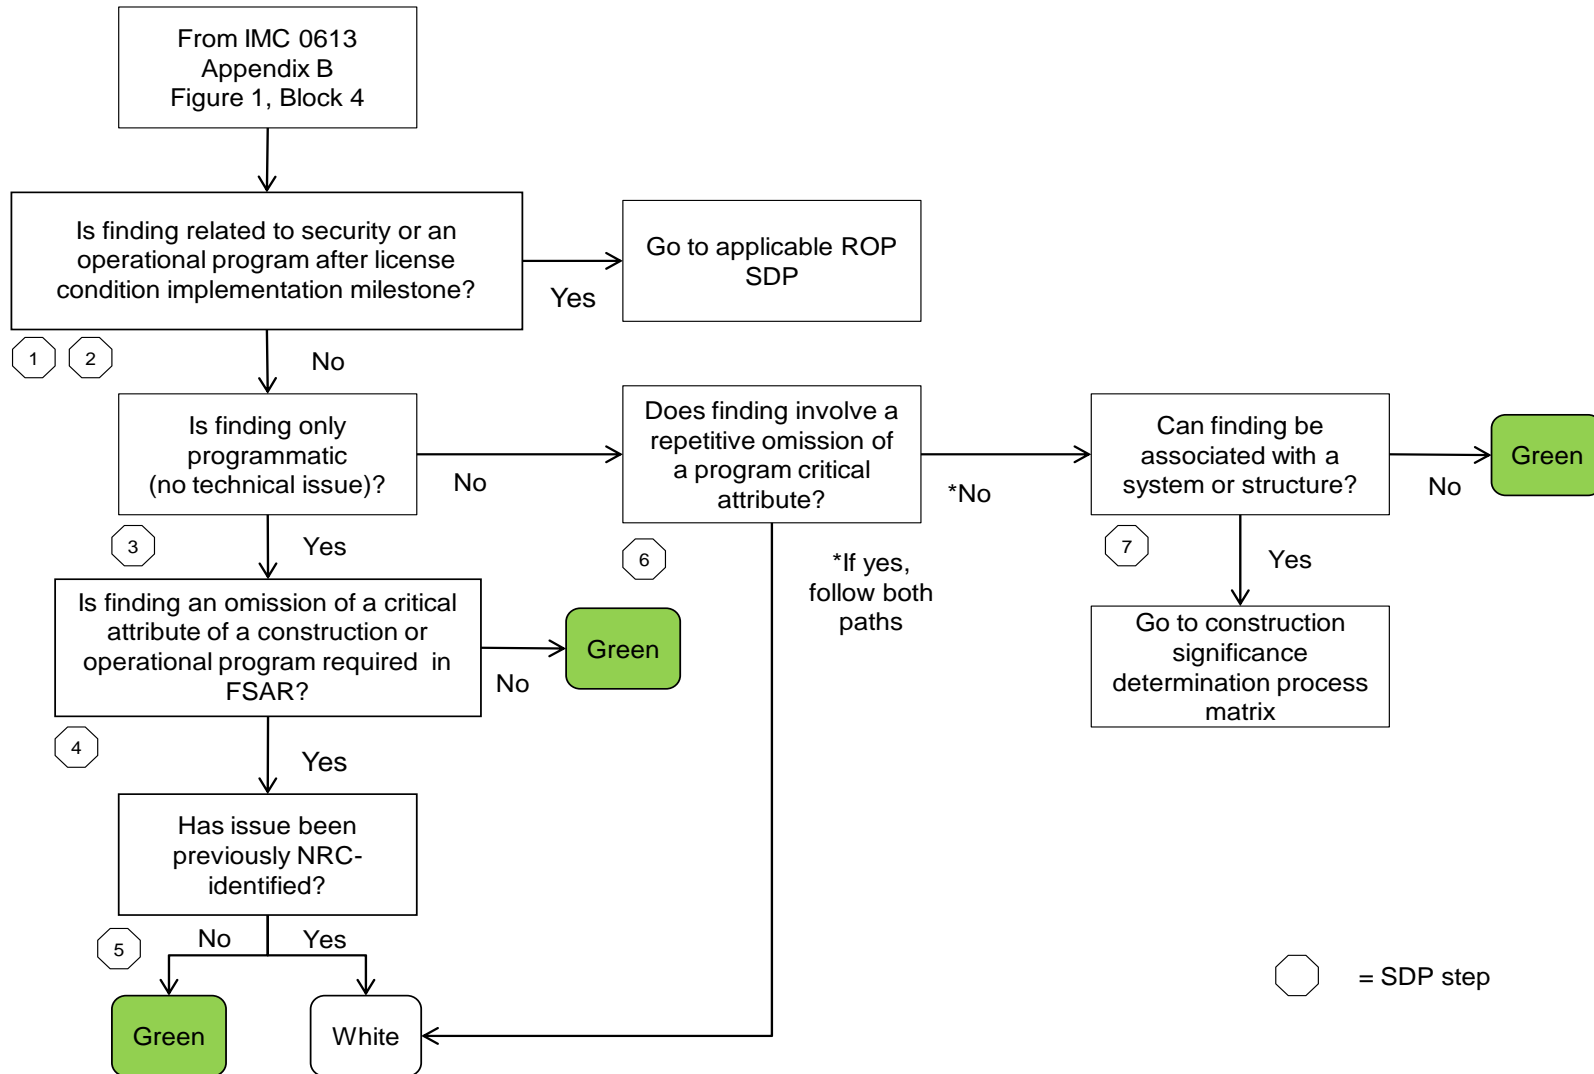 From IMC 0613
Appendix B
Figure 1, Block 4
Is finding related to security or an
operational program after license
condition implementation milestone?
Yes
Go to applicable ROP
SDP
1
2
No
Is finding only
programmatic
(no technical issue)?
No
Does finding involve a
repetitive omission of
a program critical
attribute?
*No
Can finding be
associated with a
system or structure?
No
Green
3
Yes
6
*If yes,
follow both
paths
7
Yes
Is finding an omission of a critical
attribute of a construction or
operational program required in
FSAR?
No
Green
Go to construction
significance
determination process
matrix
4
Yes
Has issue been
previously NRC-
identified?
5
No
Yes
Green
White
= SDP step